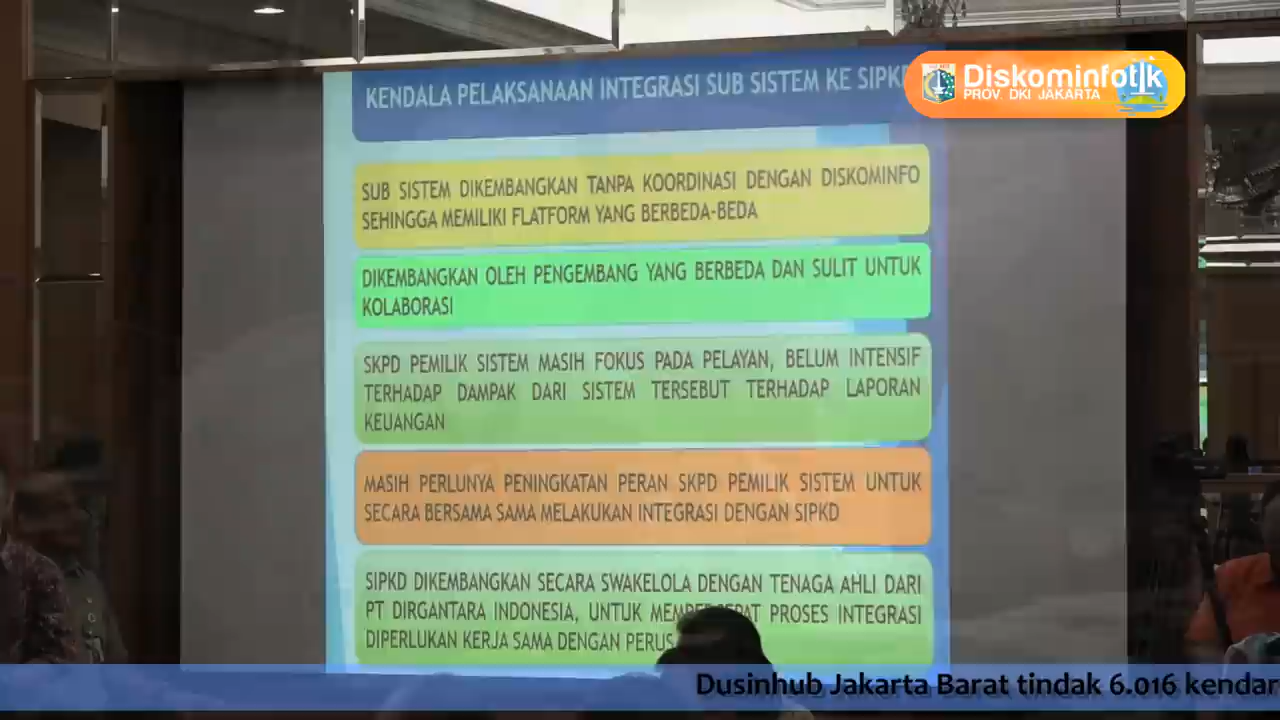 KENDALA PELAKSANAAN INTEGRASI SUB SISTEM KE
Diskominfotik
PROV. DKI JAKARTA
SUB SISTEM DIKEMBANGKAN TANPA KOORDINASI DENGAN DISKOMINFO
SEHINGGA MEMILIKI FLATFORM YANG BERBEDA-BEDA
DIKEMBANGKAN OLEH PENGEMBANG YANG BERBEDA DAN SULIT UNTUK
KOLABORASI
SKPD PEMILIK SISTEM MASIH FOKUS PADA PELAYAN, BELUM INTENSIF
TERHADAP DAMPAK DARI SISTEM TERSEBUT TERHADAP LAPORAN
KEUANGAN
MASIH PERLUNYA PENINGKATAN PERAN SKPD PEMILIK SISTEM UNTUK
SECARA BERSAMA SAMA MELAKUKAN INTEGRASI DENGAN SIPKD
SIPKD DIKEMBANGKAN SECARA SWAKELOLA DENGAN TENAGA AHLI DARI
PT DIRGANTARA INDONESIA, UNTUK PROSES INTEGRASI
DIPERLUKAN KERJA SAMA DENGAN
Dusinhub Jakarta Barat tindak 6.016 kendar